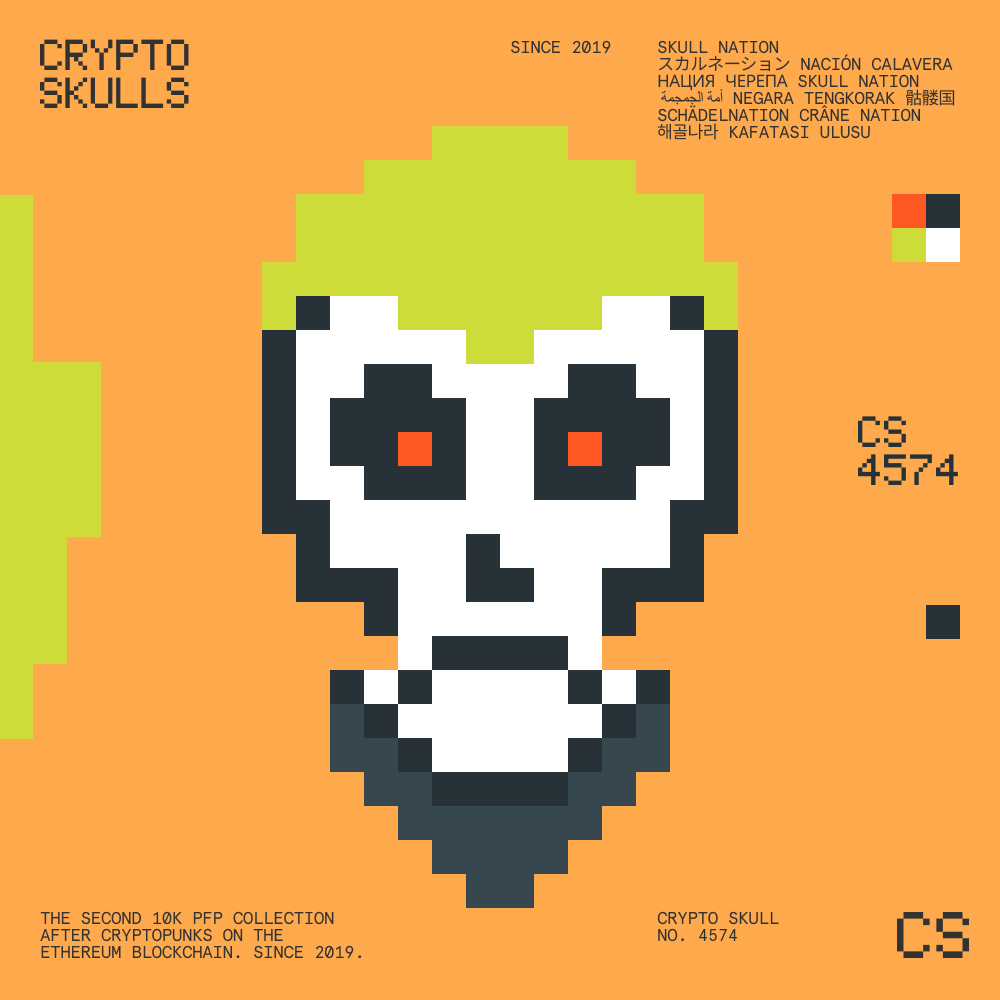 CRYPTO
SKULLS
SINCE 2019
SKULL NATION
スカルネーション NACIÓN CALAVERA
НАЦИЯ ЧЕРЕПА SKULL NATION
أمة الجمجمة NEGARA TENGKORAK 骷髅国
SCHÄDELNATION CRÂNE NATION
해골나라 KAFATASI ULUSU
CS
4574
THE SECOND 10K PFP COLLECTION
AFTER CRYPTOPUNKS ON THE
ETHEREUM BLOCKCHAIN. SINCE 2019.
CRYPTO SKULL
NO. 4574
CS